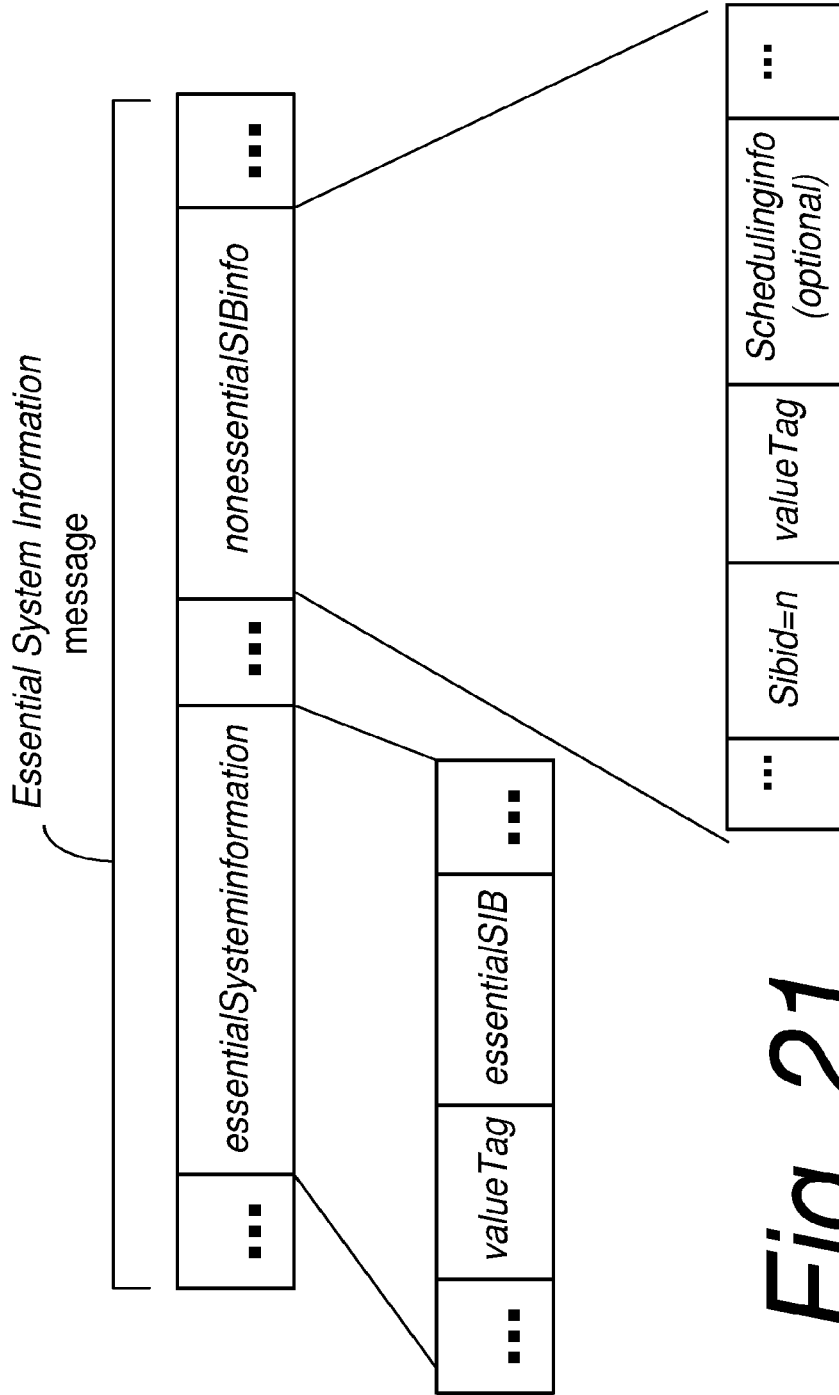 Essential System Information
message
... essentialSysteminformation ... nonessentialSIBinfo ...
... valueTag essentialSIB ...
... Sibid=n valueTag Schedulinginfo ...
(optional)
Fig. 21